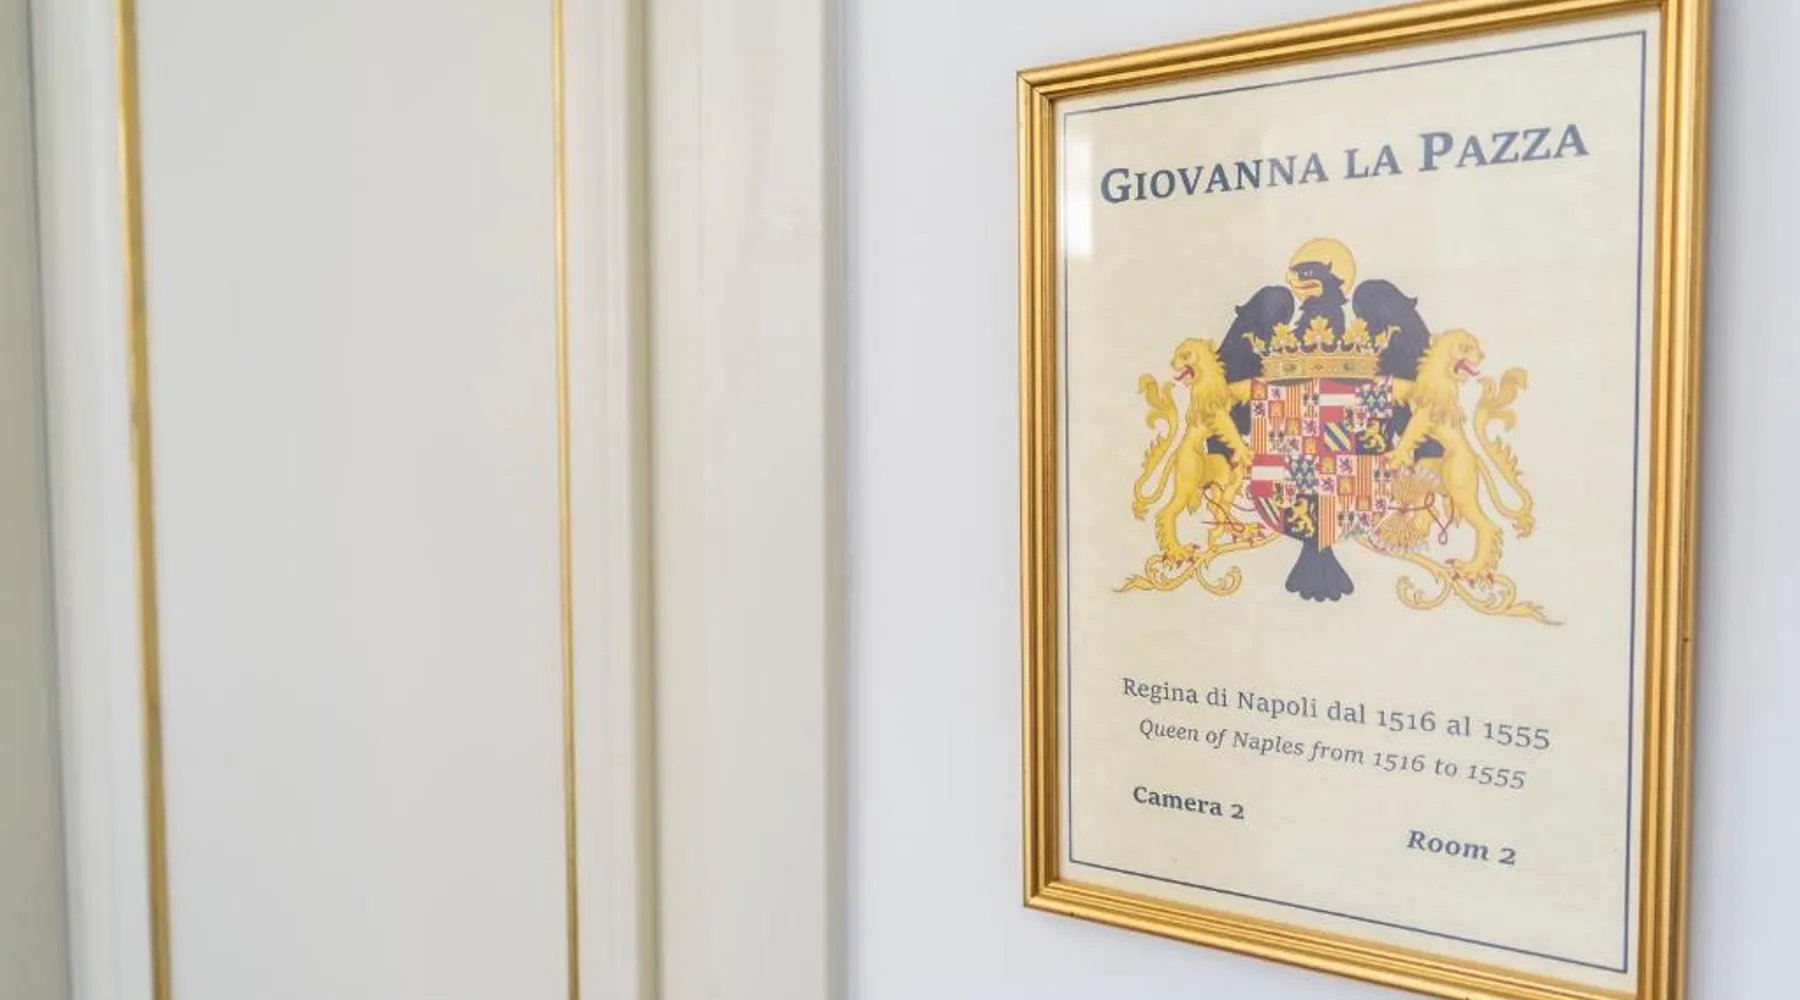 GIOVANNA LA PAZZA
Regina di Napoli dal 1516 al 1555
Queen of Naples from 1516 to 1555
Camera 2
Room 2